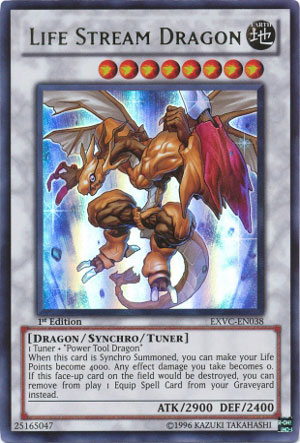 LIFE STREAM DRAGON
EARTH
地
1st Edition
EXVC-EN038
[DRAGON/SYNCHRO/TUNER]
1 Tuner + "Power Tool Dragon"
When this card is Synchro Summoned, you can make your Life
Points become 4000. Any effect damage you take becomes 0.
If this face-up card on the field would be destroyed, you can
remove from play 1 Equip Spell Card from your Graveyard
instead.
ATK/2900 DEF/2400
25165047
©1996 KAZUKI TAKAHASHI